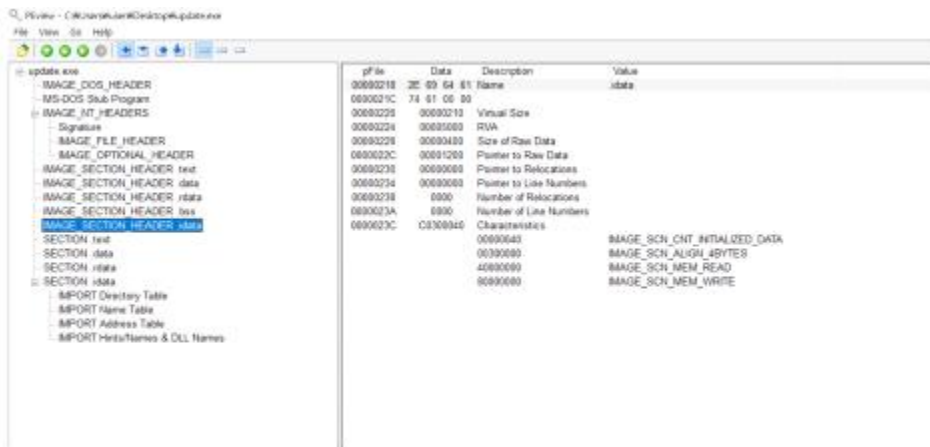 PEview - C:\Users\user\Desktop\update.exe
File View Go Help
update.exe
IMAGE_DOS_HEADER
MS-DOS Stub Program
IMAGE_NT_HEADERS
Signature
IMAGE_FILE_HEADER
IMAGE_OPTIONAL_HEADER
IMAGE_SECTION_HEADER .text
IMAGE_SECTION_HEADER .data
IMAGE_SECTION_HEADER .rdata
IMAGE_SECTION_HEADER .bss
IMAGE_SECTION_HEADER .idata
SECTION .text
SECTION .data
SECTION .rdata
SECTION .idata
IMPORT Directory Table
IMPORT Name Table
IMPORT Address Table
IMPORT Hints/Names & DLL Names
pFile Data Description Value
00000218 2E 69 64 61 Name .idata
0000021C 74 61 00 00
00000220 00000210 Virtual Size
00000224 00005000 RVA
00000228 00000400 Size of Raw Data
0000022C 00001200 Pointer to Raw Data
00000230 00000000 Pointer to Relocations
00000234 00000000 Pointer to Line Numbers
00000238 0000 Number of Relocations
0000023A 0000 Number of Line Numbers
0000023C C0300040 Characteristics
00000040 IMAGE_SCN_CNT_INITIALIZED_DATA
00300000 IMAGE_SCN_ALIGN_4BYTES
40000000 IMAGE_SCN_MEM_READ
80000000 IMAGE_SCN_MEM_WRITE